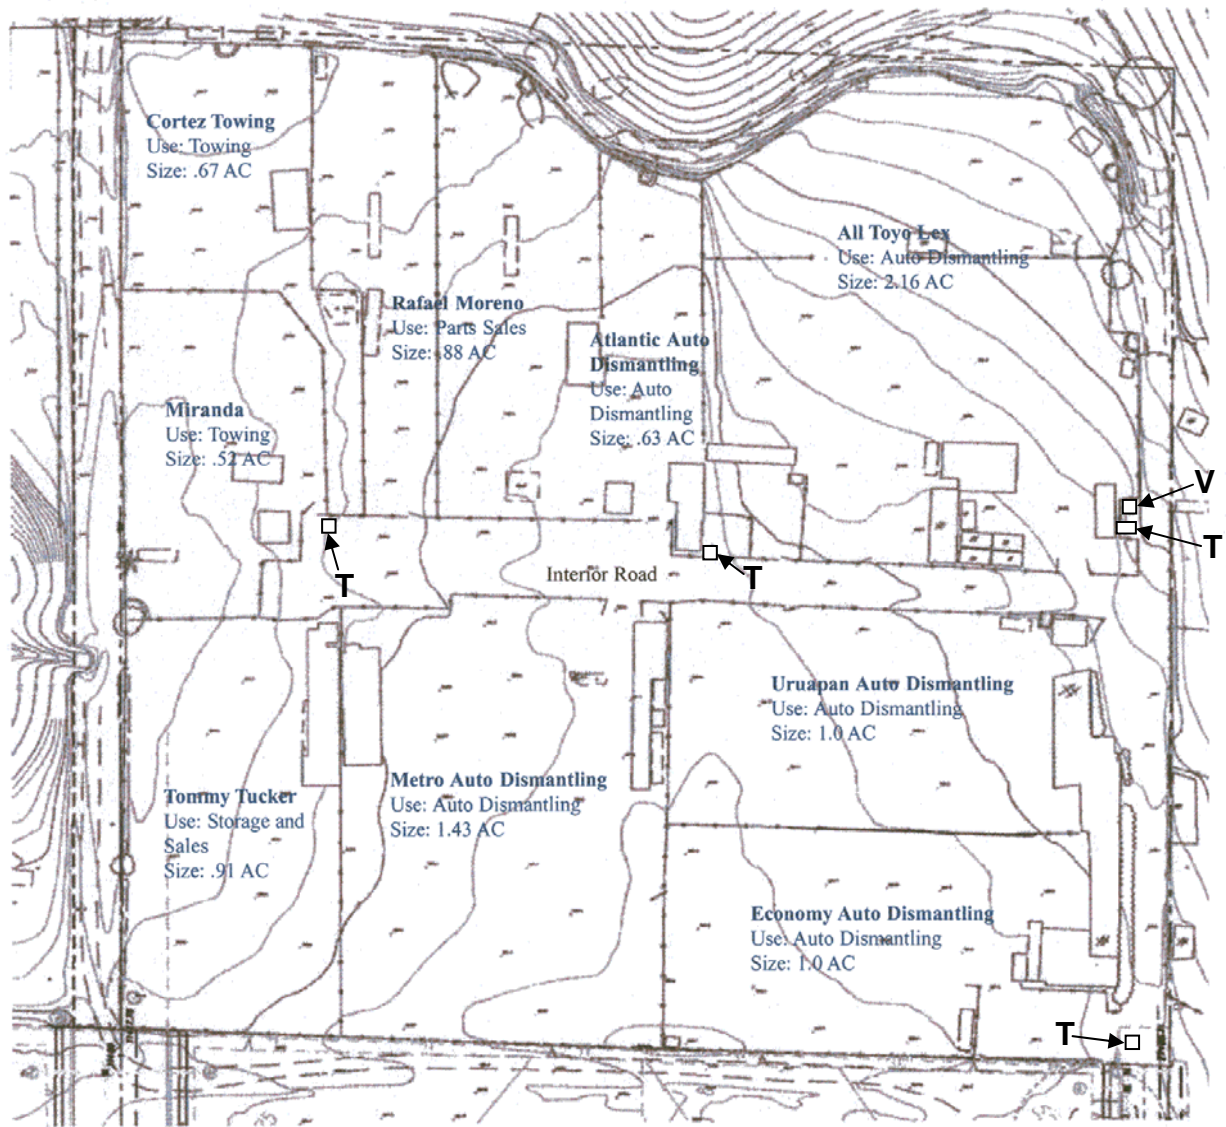 Cortez Towing
Use: Towing
Size: .67 AC
All Toyo Lex
Use: Auto Dismantling
Size: 2.16 AC
Rafael Moreno
Use: Parts Sales
Size: .88 AC
Atlantic Auto
Dismantling
Use: Auto
Dismantling
Size: .63 AC
Miranda
Use: Towing
Size: .52 AC
V
T
T
T
Interior Road
Uruapan Auto Dismantling
Use: Auto Dismantling
Size: 1.0 AC
Metro Auto Dismantling
Use: Auto Dismantling
Size: 1.43 AC
Tommy Tucker
Use: Storage and
Sales
Size: .91 AC
Economy Auto Dismantling
Use: Auto Dismantling
Size: 1.0 AC
T